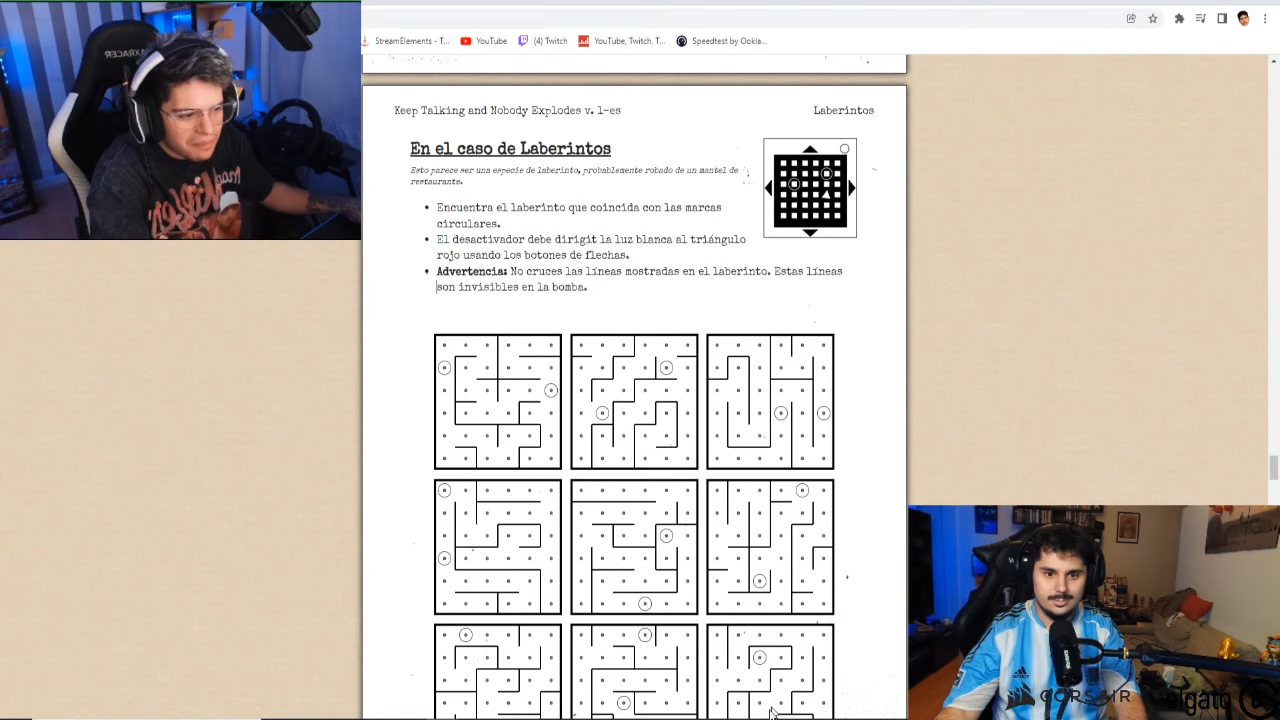 StreamElements - T...
YouTube
(4) Twitch
YouTube, Twitch, T...
Speedtest by Ookla...
Keep Talking and Nobody Explodes v. 1-es
Laberintos
En el caso de Laberintos
Esto parece ser una especie de laberinto, probablemente robado de un mantel de
restaurante.
• Encuentra el laberinto que coincida con las marcas
circulares.
• El desactivador debe dirigit la luz blanca al triángulo
rojo usando los botones de flechas.
• Advertencia: No cruces las líneas mostradas en el laberinto. Estas líneas
son invisibles en la bomba.
CORSAIR
elgato